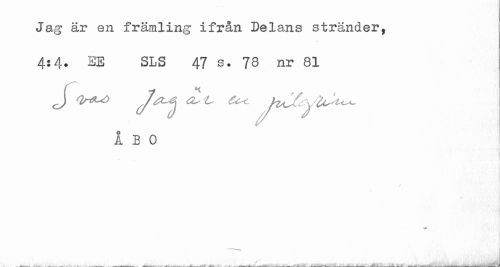 Jag är en främling ifrån Delans stränder,
4:4. EE SLS 47 s. 78 nr 81
Svas Jag är en pilgrim
ÅBO